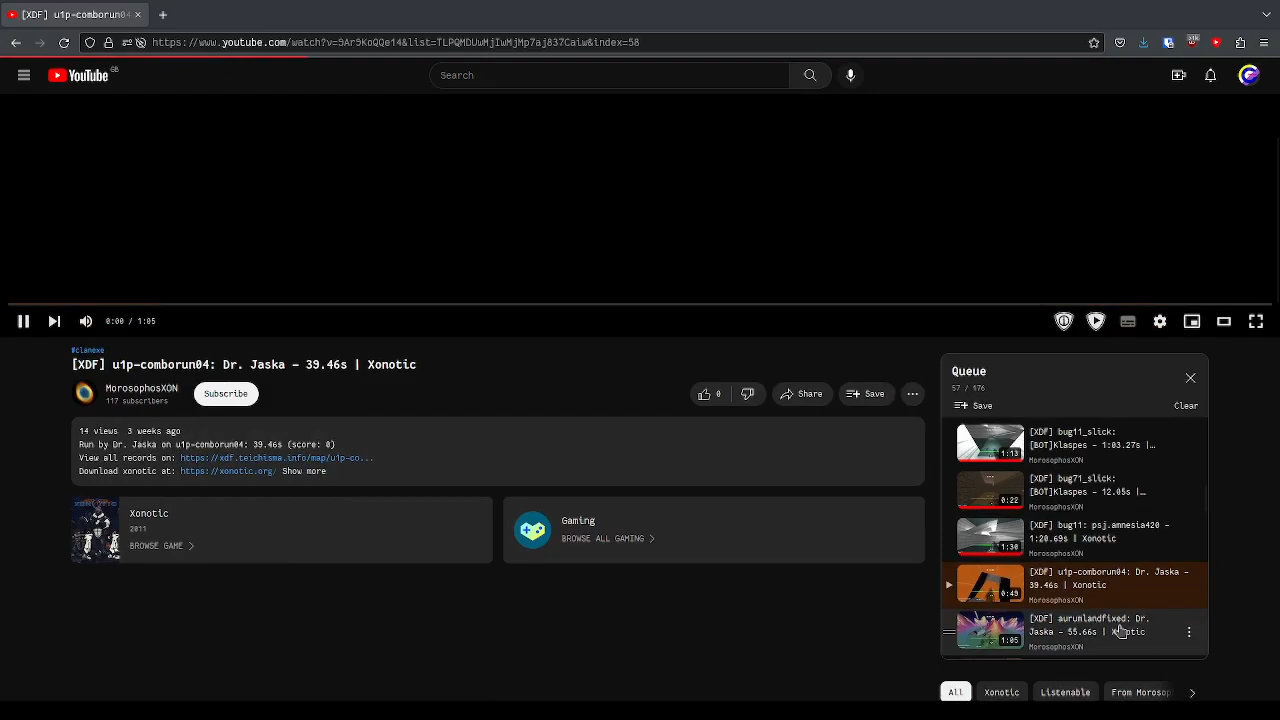 [XDF] u1p-comborun04
https://www.youtube.com/watch?v=9Ar9KoQQe14&list=TLPQMDUwMjIwMjMp7aj837Caiw&index=58
YouTube GB
Search
0:00 / 1:05
#clanexe
[XDF] u1p-comborun04: Dr. Jaska – 39.46s | Xonotic
MorosophosXON
117 subscribers
Subscribe
0
Share
Save
14 views 3 weeks ago
Run by Dr. Jaska on u1p-comborun04: 39.46s (score: 0)
View all records on: https://xdf.teichisma.info/map/u1p-co...
Download xonotic at: https://xonotic.org/ Show more
Xonotic
2011
BROWSE GAME
Gaming
BROWSE ALL GAMING
Queue
57 / 176
Save
Clear
[XDF] bug11_slick:
[BOT]Klaspes – 1:03.27s |…
1:13
MorosophosXON
[XDF] bug71_slick:
[BOT]Klaspes – 12.05s |…
0:22
MorosophosXON
[XDF] bug11: psj.amnesia420 –
1:20.69s | Xonotic
1:30
MorosophosXON
[XDF] u1p-comborun04: Dr. Jaska –
39.46s | Xonotic
0:49
MorosophosXON
[XDF] aurumlandfixed: Dr.
Jaska – 55.66s | Xonotic
1:05
MorosophosXON
All
Xonotic
Listenable
From Morosop